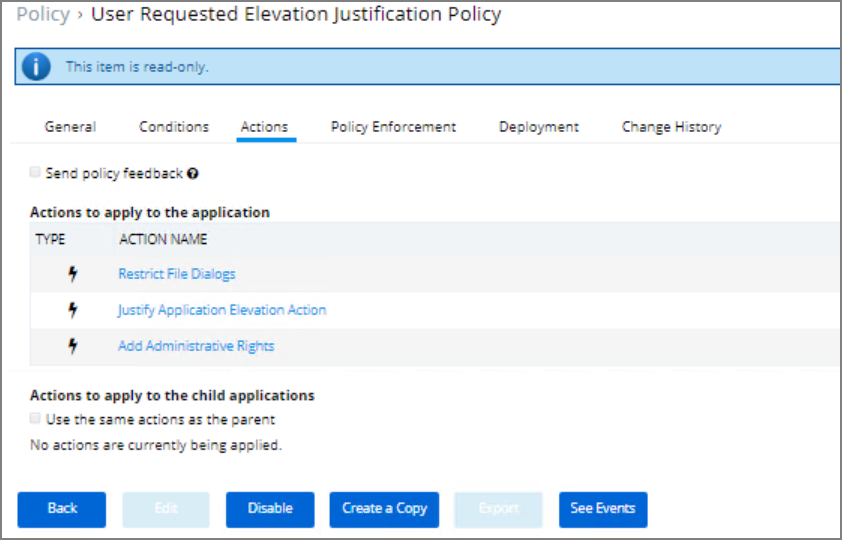 Policy › User Requested Elevation Justification Policy
This item is read-only.
General Conditions Actions Policy Enforcement Deployment Change History
Send policy feedback
Actions to apply to the application
TYPE ACTION NAME
Restrict File Dialogs
Justify Application Elevation Action
Add Administrative Rights
Actions to apply to the child applications
Use the same actions as the parent
No actions are currently being applied.
Back Edit Disable Create a Copy Export See Events